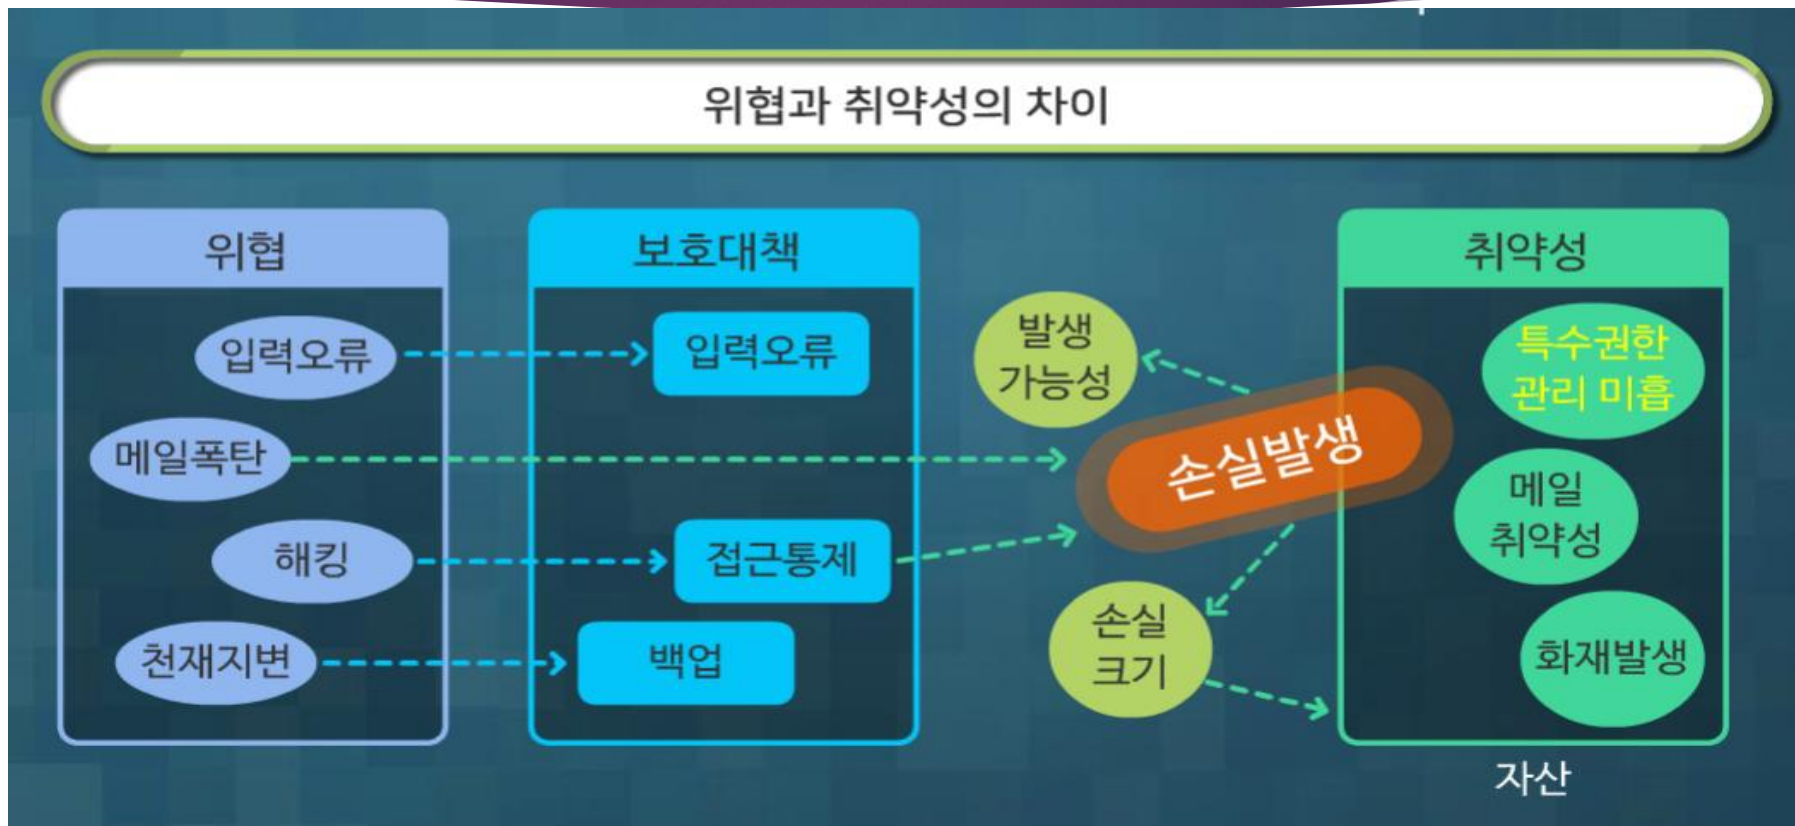 위협과 취약성의 차이
위협
입력오류
메일폭탄
해킹
천재지변
보호대책
입력오류
접근통제
백업
발생
가능성
손실발생
손실
크기
취약성
특수권한
관리 미흡
메일
취약성
화재발생
자산